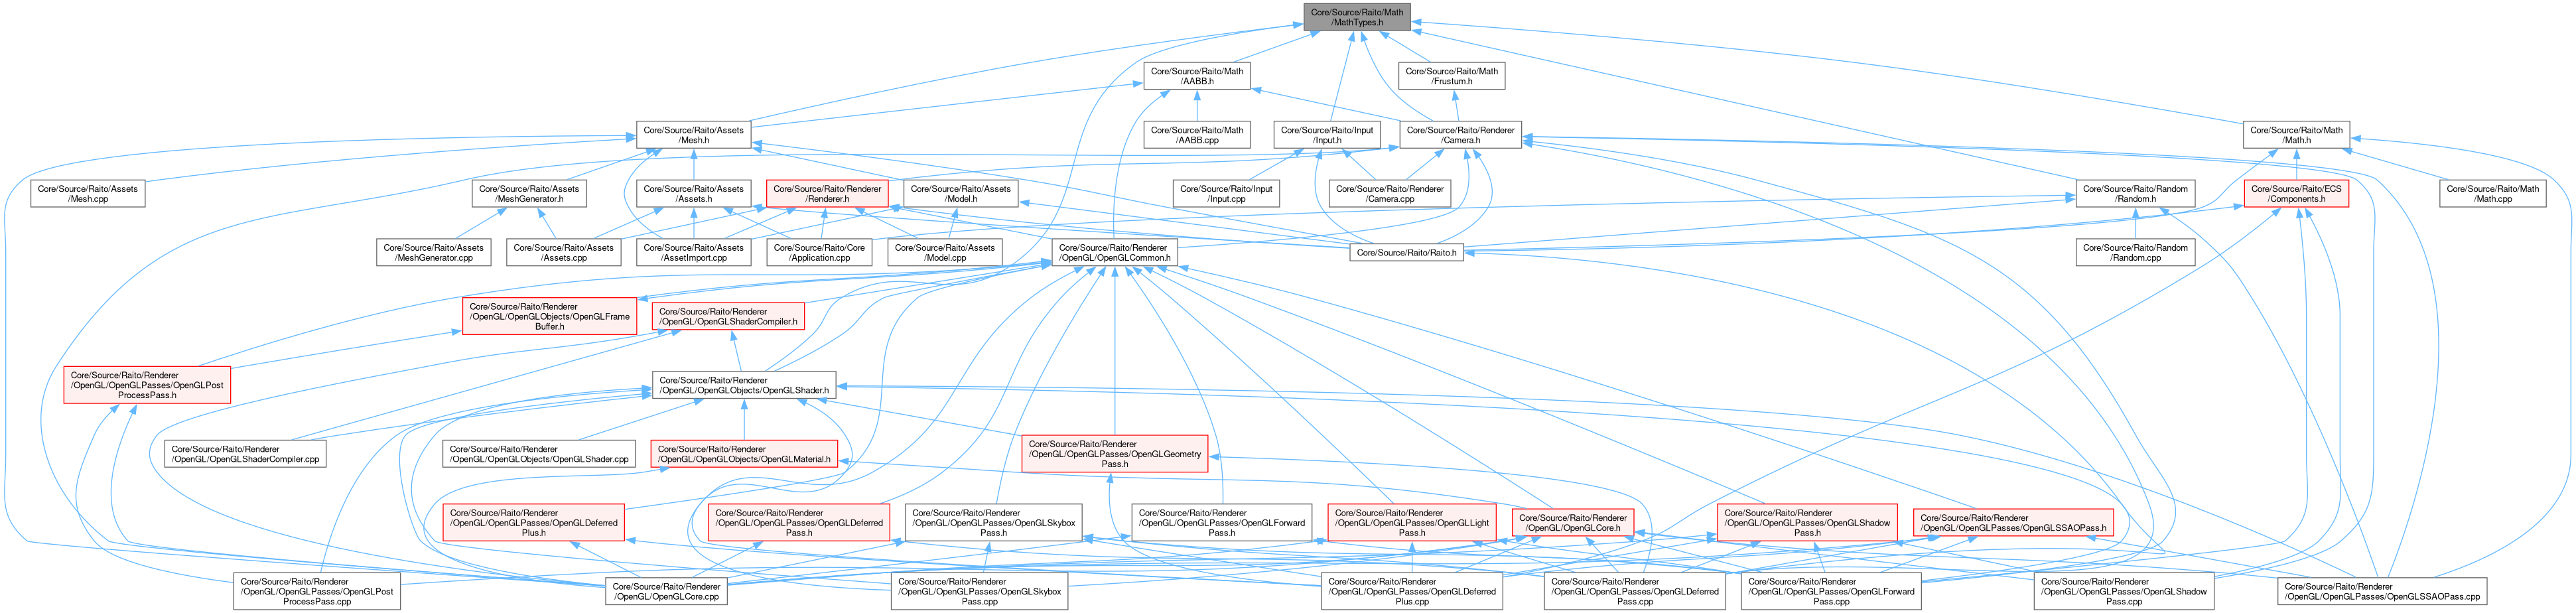 Core/Source/Raito/Math
/MathTypes.h
Core/Source/Raito/Math
/AABB.h
Core/Source/Raito/Math
/Frustum.h
Core/Source/Raito/Assets
/Mesh.h
Core/Source/Raito/Math
/AABB.cpp
Core/Source/Raito/Input
/Input.h
Core/Source/Raito/Renderer
/Camera.h
Core/Source/Raito/Math
/Math.h
Core/Source/Raito/Assets
/Mesh.cpp
Core/Source/Raito/Assets
/MeshGenerator.h
Core/Source/Raito/Assets
/Assets.h
Core/Source/Raito/Renderer
/Renderer.h
Core/Source/Raito/Assets
/Model.h
Core/Source/Raito/Input
/Input.cpp
Core/Source/Raito/Renderer
/Camera.cpp
Core/Source/Raito/Random
/Random.h
Core/Source/Raito/ECS
/Components.h
Core/Source/Raito/Math
/Math.cpp
Core/Source/Raito/Assets
/MeshGenerator.cpp
Core/Source/Raito/Assets
/Assets.cpp
Core/Source/Raito/Assets
/AssetImport.cpp
Core/Source/Raito/Core
/Application.cpp
Core/Source/Raito/Assets
/Model.cpp
Core/Source/Raito/Renderer
/OpenGL/OpenGLCommon.h
Core/Source/Raito/Raito.h
Core/Source/Raito/Random
/Random.cpp
Core/Source/Raito/Renderer
/OpenGL/OpenGLObjects/OpenGLFrame
Buffer.h
Core/Source/Raito/Renderer
/OpenGL/OpenGLShaderCompiler.h
Core/Source/Raito/Renderer
/OpenGL/OpenGLPasses/OpenGLPost
ProcessPass.h
Core/Source/Raito/Renderer
/OpenGL/OpenGLObjects/OpenGLShader.h
Core/Source/Raito/Renderer
/OpenGL/OpenGLShaderCompiler.cpp
Core/Source/Raito/Renderer
/OpenGL/OpenGLObjects/OpenGLShader.cpp
Core/Source/Raito/Renderer
/OpenGL/OpenGLObjects/OpenGLMaterial.h
Core/Source/Raito/Renderer
/OpenGL/OpenGLPasses/OpenGLGeometry
Pass.h
Core/Source/Raito/Renderer
/OpenGL/OpenGLPasses/OpenGLDeferred
Plus.h
Core/Source/Raito/Renderer
/OpenGL/OpenGLPasses/OpenGLDeferred
Pass.h
Core/Source/Raito/Renderer
/OpenGL/OpenGLPasses/OpenGLSkybox
Pass.h
Core/Source/Raito/Renderer
/OpenGL/OpenGLPasses/OpenGLForward
Pass.h
Core/Source/Raito/Renderer
/OpenGL/OpenGLPasses/OpenGLLight
Pass.h
Core/Source/Raito/Renderer
/OpenGL/OpenGLCore.h
Core/Source/Raito/Renderer
/OpenGL/OpenGLPasses/OpenGLShadow
Pass.h
Core/Source/Raito/Renderer
/OpenGL/OpenGLPasses/OpenGLSSAOPass.h
Core/Source/Raito/Renderer
/OpenGL/OpenGLPasses/OpenGLPost
ProcessPass.cpp
Core/Source/Raito/Renderer
/OpenGL/OpenGLCore.cpp
Core/Source/Raito/Renderer
/OpenGL/OpenGLPasses/OpenGLSkybox
Pass.cpp
Core/Source/Raito/Renderer
/OpenGL/OpenGLPasses/OpenGLDeferred
Plus.cpp
Core/Source/Raito/Renderer
/OpenGL/OpenGLPasses/OpenGLDeferred
Pass.cpp
Core/Source/Raito/Renderer
/OpenGL/OpenGLPasses/OpenGLForward
Pass.cpp
Core/Source/Raito/Renderer
/OpenGL/OpenGLPasses/OpenGLShadow
Pass.cpp
Core/Source/Raito/Renderer
/OpenGL/OpenGLPasses/OpenGLSSAOPass.cpp